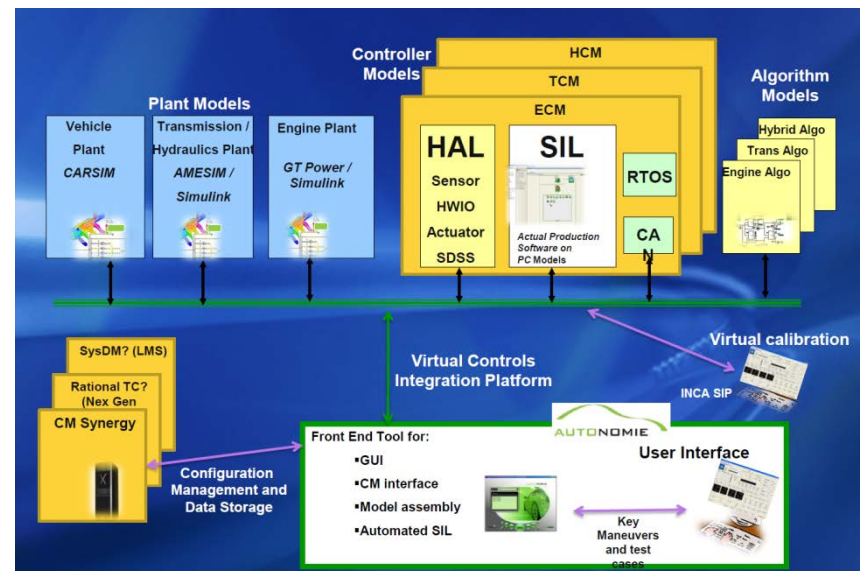 Controller
Models
HCM
TCM
ECM
Algorithm
Models
Plant Models
Vehicle
Plant
CARSIM
Transmission /
Hydraulics Plant
AMESIM /
Simulink
Engine Plant
GT Power /
Simulink
HAL
Sensor
HWIO
Actuator
SDSS
SIL
Actual Production
Software on
PC Models
RTOS
CA
N
Hybrid Algo
Trans Algo
Engine Algo
Virtual calibration
INCA SIP
Virtual Controls
Integration Platform
SysDM? (LMS)
Rational TC?
(Nex Gen
CM Synergy
Configuration
Management and
Data Storage
AUTONOMIE
Front End Tool for:
▪GUI
▪CM interface
▪Model assembly
▪Automated SIL
User Interface
Key
Maneuvers
and test
cases